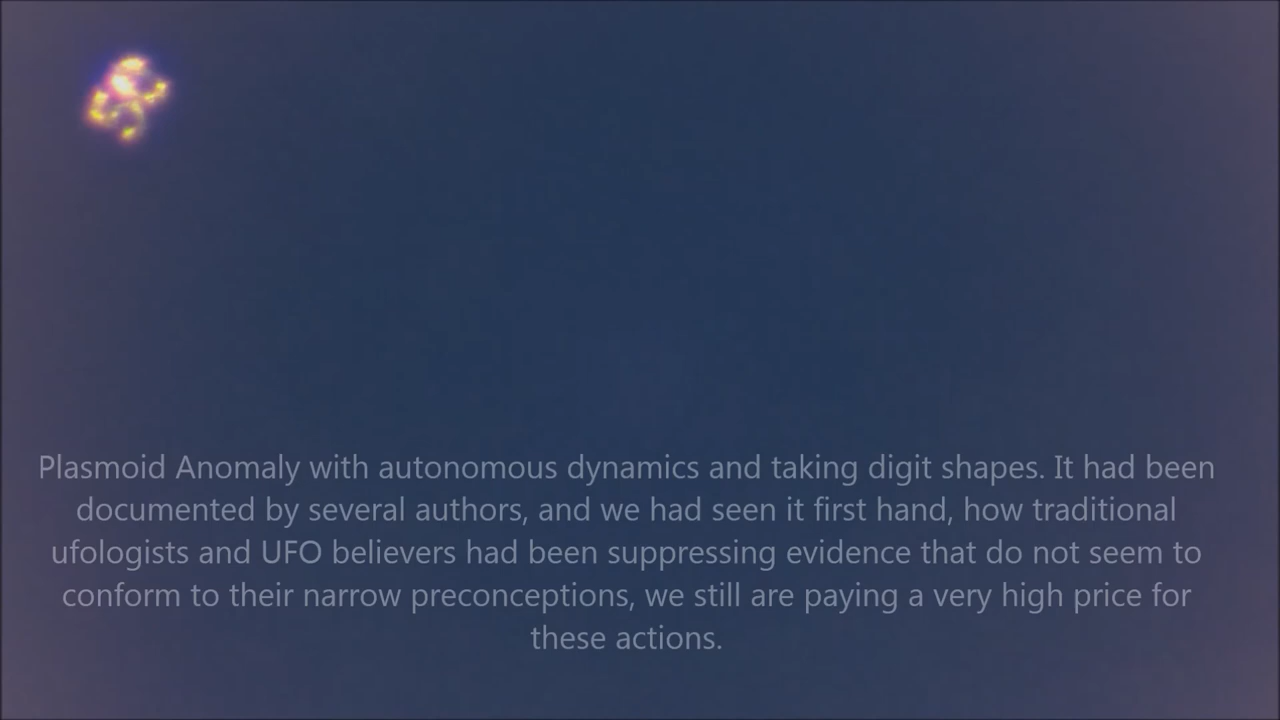 Plasmoid Anomaly with autonomous dynamics and taking digit shapes. It had been
documented by several authors, and we had seen it first hand, how traditional
ufologists and UFO believers had been suppressing evidence that do not seem to
conform to their narrow preconceptions, we still are paying a very high price for
these actions.